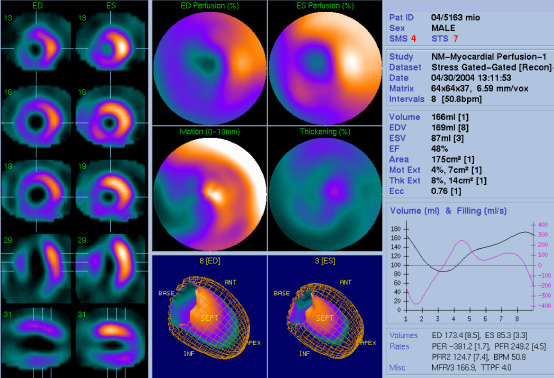 ED ES
13 13
16 16
19 19
29 29
31 31
ED Perfusion (%) ES Perfusion (%)
Motion (0-10mm) Thickening (%)
8 [ED] 3 [ES]
BASE ANT SEPT INF APEX
BASE ANT SEPT INF APEX
Pat ID 04/5163 mio
Sex MALE
SMS 4 STS 7
Study NM-Myocardial Perfusion-1
Dataset Stress Gated-Gated [Recon]
Date 04/30/2004 13:11:53
Matrix 64x64x37, 6.59 mm/vox
Intervals 8 [50.8bpm]
Volume 166ml [1]
EDV 169ml [8]
ESV 87ml [3]
EF 48%
Area 175cm² [1]
Mot Ext 4%, 7cm² [1]
Thk Ext 8%, 14cm² [1]
Ecc 0.76 [1]
Volume (ml) & Filling (ml/s)
180 160 140 120 100 80 60 40 20 0
400 300 200 100 0 -100 -200 -300 -400
1 2 3 4 5 6 7 8
Volumes ED 173.4 [8.5], ES 85.3 [3.3]
Rates PER -381.2 [1.7], PFR 249.2 [4.5]
PFR2 124.7 [7.4], BPM 50.8
Misc MFR/3 166.9, TTPF 4.0